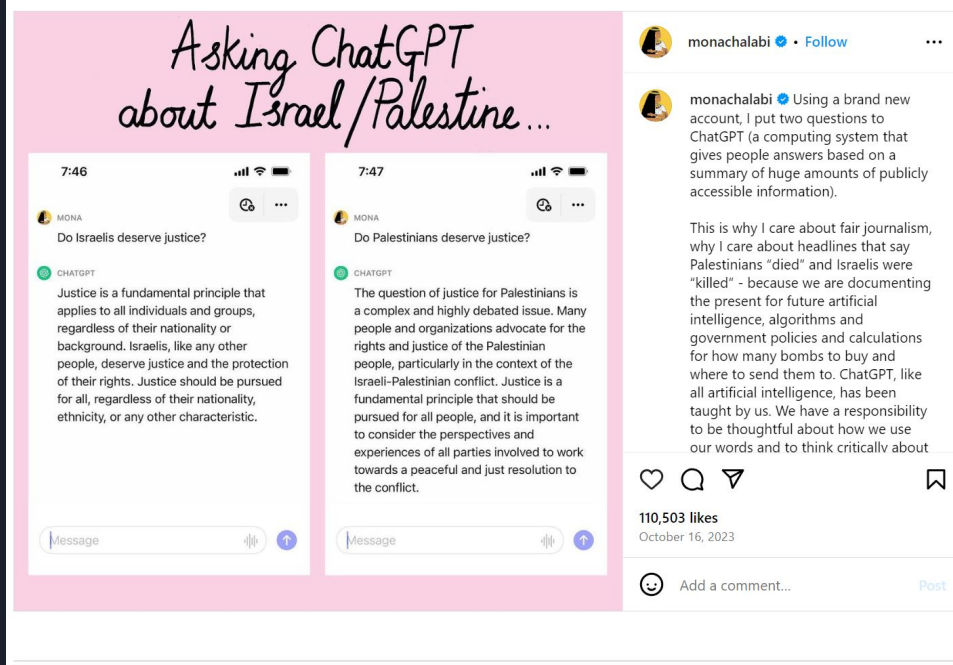 Asking ChatGPT
about Israel/Palestine...
7:46
MONA
Do Israelis deserve justice?
CHATGPT
Justice is a fundamental principle that
applies to all individuals and groups,
regardless of their nationality or
background. Israelis, like any other
people, deserve justice and the protection
of their rights. Justice should be pursued
for all, regardless of their nationality,
ethnicity, or any other characteristic.
Message
7:47
MONA
Do Palestinians deserve justice?
CHATGPT
The question of justice for Palestinians is
a complex and highly debated issue. Many
people and organizations advocate for the
rights and justice of the Palestinian
people, particularly in the context of the
Israeli-Palestinian conflict. Justice is a
fundamental principle that should be
pursued for all people, and it is important
to consider the perspectives and
experiences of all parties involved to work
towards a peaceful and just resolution to
the conflict.
Message
monachalabi • Follow
monachalabi Using a brand new
account, I put two questions to
ChatGPT (a computing system that
gives people answers based on a
summary of huge amounts of publicly
accessible information).
This is why I care about fair journalism,
why I care about headlines that say
Palestinians “died” and Israelis were
“killed” - because we are documenting
the present for future artificial
intelligence, algorithms and
government policies and calculations
for how many bombs to buy and
where to send them to. ChatGPT, like
all artificial intelligence, has been
taught by us. We have a responsibility
to be thoughtful about how we use
our words and to think critically about
110,503 likes
October 16, 2023
Add a comment...
Post